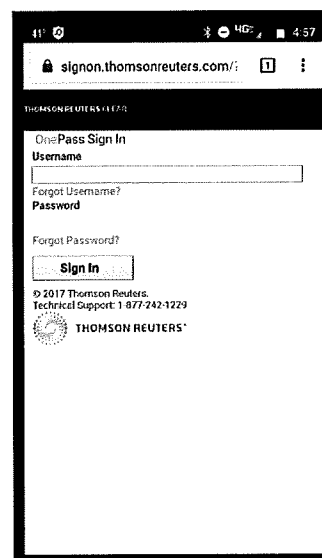 41° 4G 4:57
signon.thomsonreuters.com/ 1
THOMSON REUTERS
OnePass Sign In
Username
Forgot Username?
Password
Forgot Password?
Sign In
© 2017 Thomson Reuters.
Technical Support: 1-877-242-1229
THOMSON REUTERS